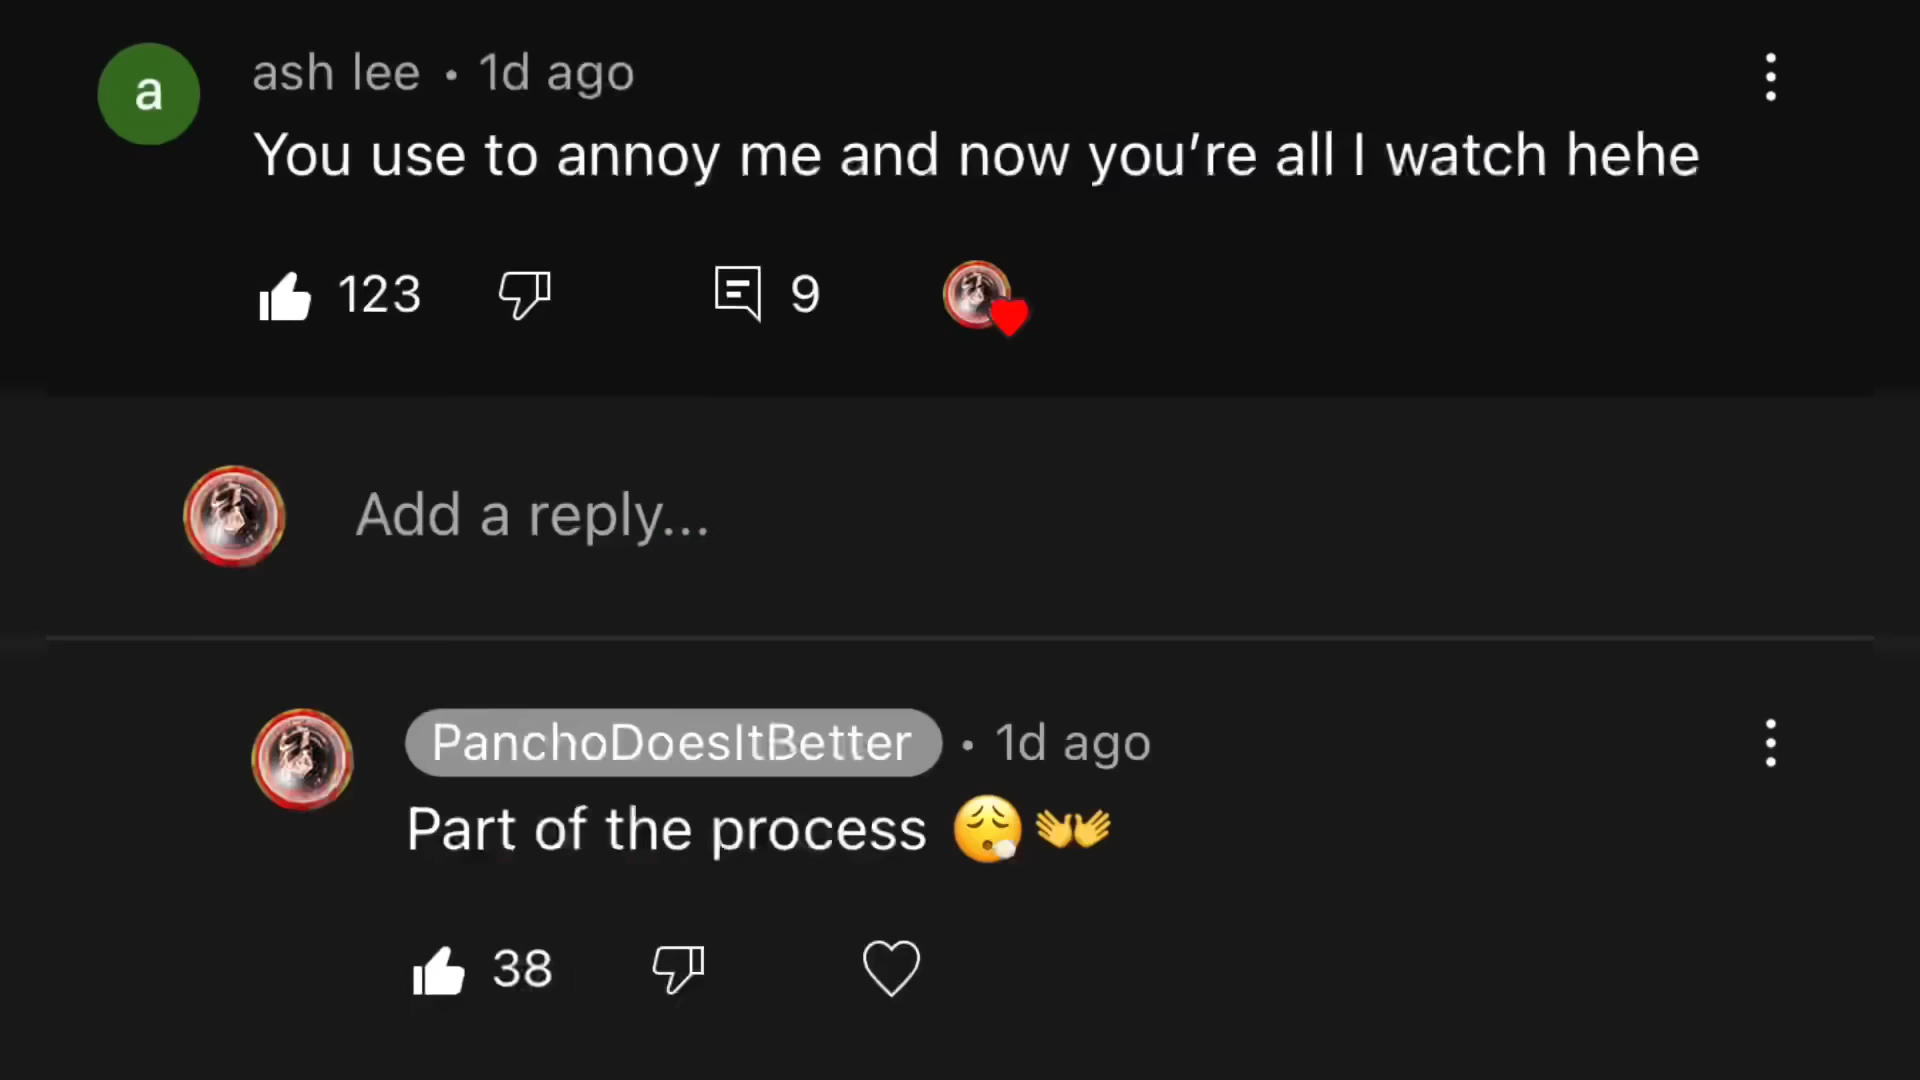 a
ash lee • 1d ago
You use to annoy me and now you’re all I watch hehe
123
9
Add a reply...
PanchoDoesItBetter • 1d ago
Part of the process 😮‍💨👐
38